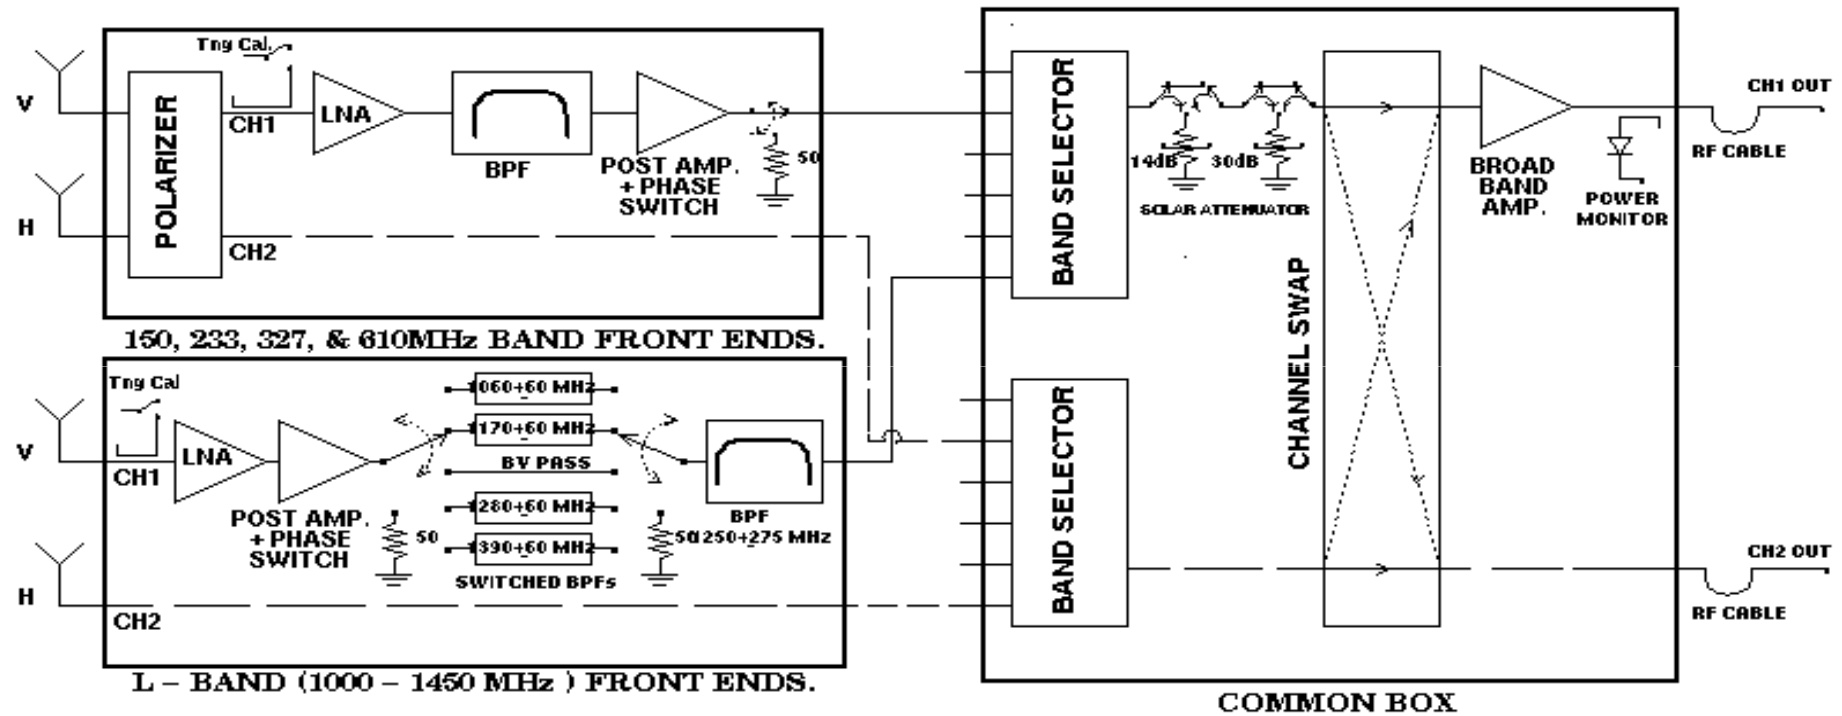 V
H
POLARIZER
Tng Cal.
CH1
LNA
BPF
POST AMP.
+ PHASE
SWITCH
50
CH2
150, 233, 327, & 610MHz BAND FRONT ENDS.
V
H
Tng Cal
CH1
LNA
POST AMP.
+ PHASE
SWITCH
50
1060+60 MHz
1170+60 MHz
BY PASS
1280+60 MHz
1390+60 MHz
SWITCHED BPFs
50
BPF
1250+275 MHz
CH2
L – BAND (1000 – 1450 MHz ) FRONT ENDS.
BAND SELECTOR
14dB
30dB
SOLAR ATTENUATOR
BAND SELECTOR
CHANNEL SWAP
BROAD
BAND
AMP.
POWER
MONITOR
CH1 OUT
RF CABLE
CH2 OUT
RF CABLE
COMMON BOX